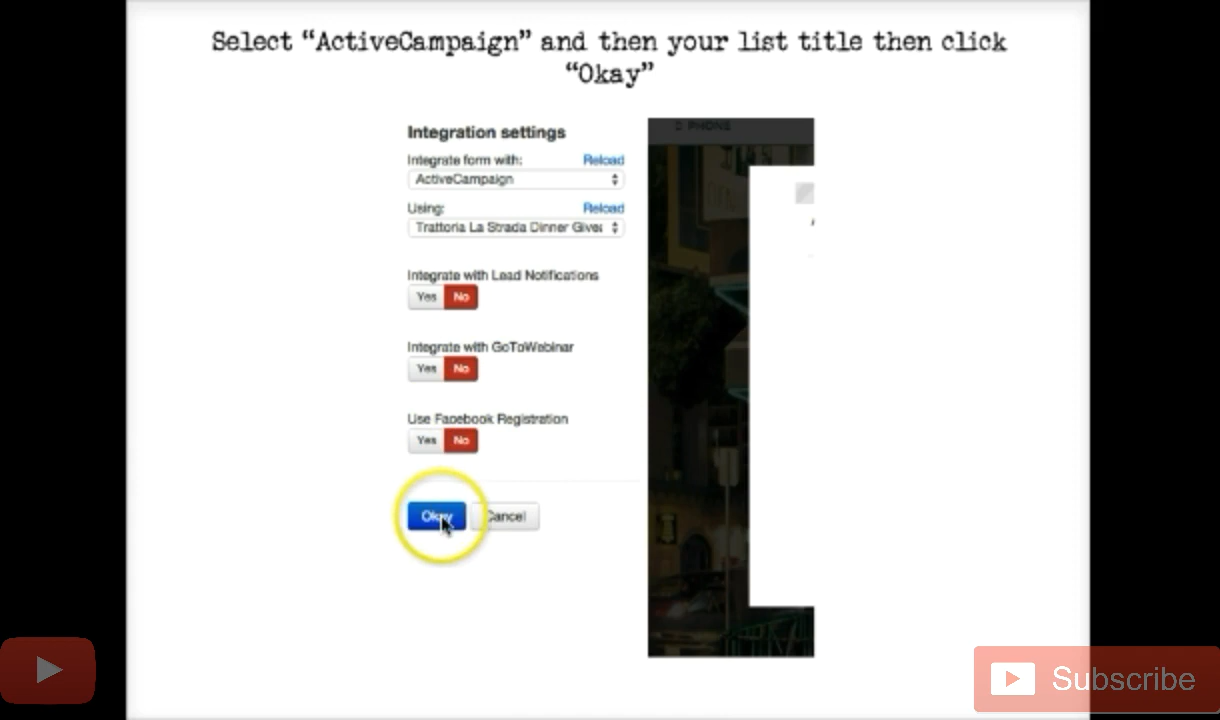 Select “ActiveCampaign” and then your list title then click
“Okay”
Integration settings
Integrate form with: Reload
ActiveCampaign
Using: Reload
Trattoria La Strada Dinner Give
Integrate with Lead Notifications
Yes No
Integrate with GoToWebinar
Yes No
Use Facebook Registration
Yes No
Okay Cancel
PHONE
Subscribe